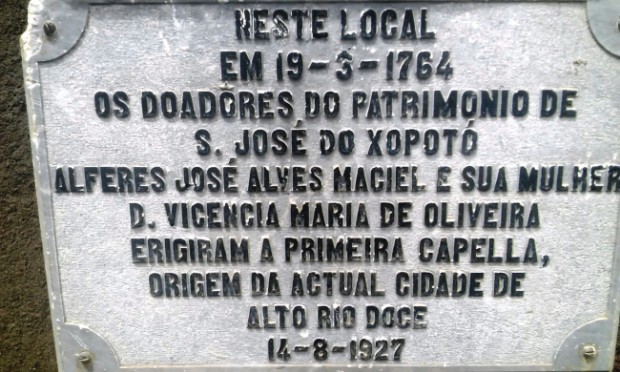 NESTE LOCAL
EM 19-3-1764
OS DOADORES DO PATRIMONIO DE
S. JOSÉ DO XOPOTÓ
ALFERES JOSÉ ALVES MACIEL E SUA MULHER
D. VICENCIA MARIA DE OLIVEIRA
ERIGIRAM A PRIMEIRA CAPELLA,
ORIGEM DA ACTUAL CIDADE DE
ALTO RIO DOCE
14-8-1927